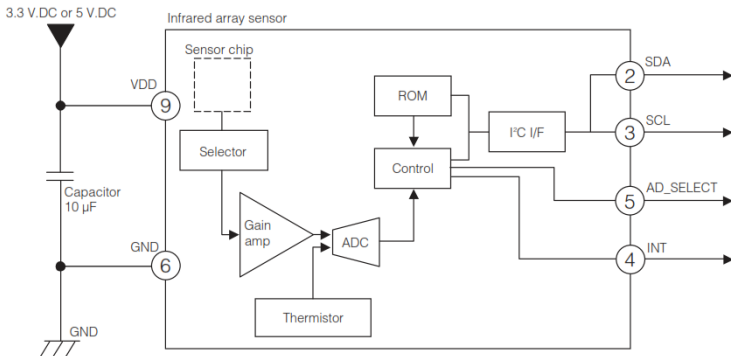 3.3 V.DC or 5 V.DC
Infrared array sensor
Sensor chip
VDD
9
SDA
2
ROM
I²C I/F
SCL
3
Selector
Control
Capacitor
10 µF
AD_SELECT
5
Gain
amp
ADC
GND
6
INT
4
Thermistor
GND